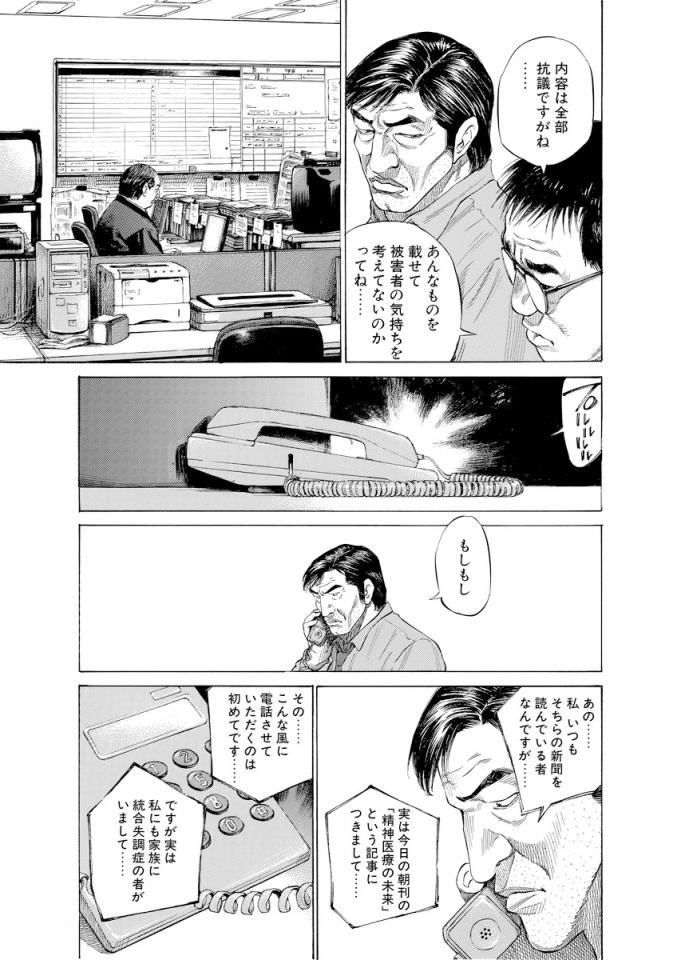 内容は全部
抗議ですがね
……
あんなものを
載せて
被害者の気持ちを
考えてないのか
ってね……
プルルルルル
もしもし
あの……
私 いつも
そちらの新聞を
読んでいる者
なんですが…
実は今日の朝刊の
「精神医療の未来」
という記事に
つきまして……
その……
こんな風に
電話させて
いただくのは
初めてです…
ですが実は
私にも家族に
統合失調症の者が
いまして……